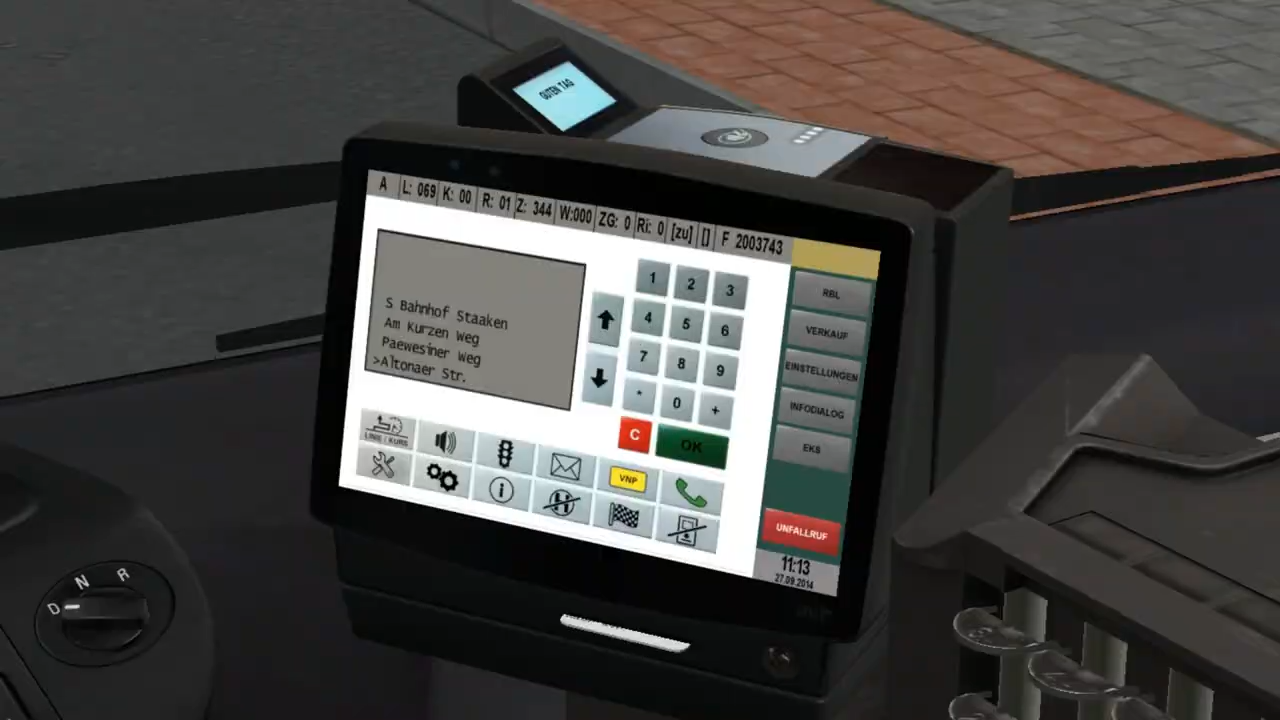 GUTEN TAG
A L: 069 K: 00 R: 01 Z: 344 W:000 ZG: 0 Ri: 0 [zu] [] F 2003743
S Bahnhof Staaken
Am Kurzen Weg
Paewesiner Weg
>Altonaer Str.
1 2 3
4 5 6
7 8 9
* 0 +
C OK
RBL
VERKAUF
EINSTELLUNGEN
INFODIALOG
EKS
UNFALLRUF
LINIE / KURS
VNP
11:13
27.09.2014
D N R